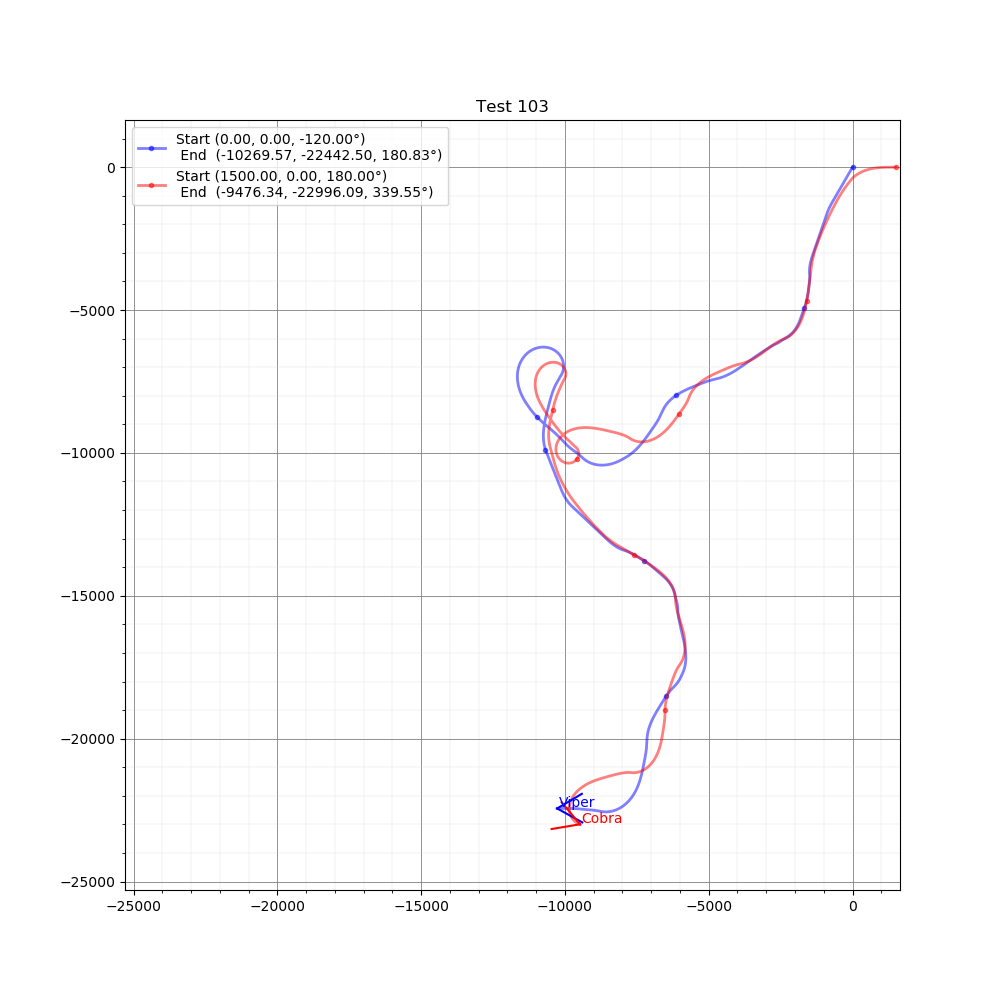 Test 103
Start (0.00, 0.00, -120.00°)
End (-10269.57, -22442.50, 180.83°)
Start (1500.00, 0.00, 180.00°)
End (-9476.34, -22996.09, 339.55°)
0
−5000
−10000
−15000
−20000
−25000
Viper
Cobra
−25000 −20000 −15000 −10000 −5000 0